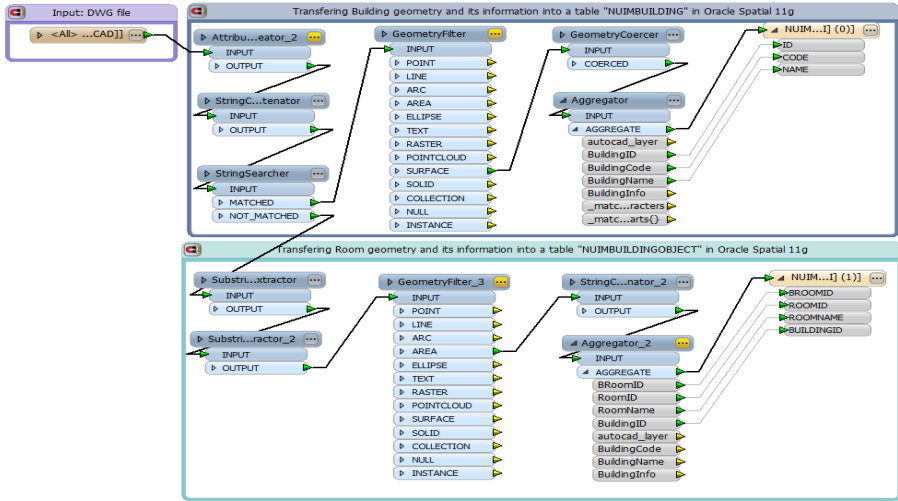 Input: DWG file
<All> ...CAD]] ...
Transfering Building geometry and its information into a table "NUIMBUILDING" in Oracle Spatial 11g
Attribu...eator_2
INPUT
OUTPUT
StringC...tenator
INPUT
OUTPUT
StringSearcher
INPUT
MATCHED
NOT_MATCHED
GeometryFilter
INPUT
POINT
LINE
ARC
AREA
ELLIPSE
TEXT
RASTER
POINTCLOUD
SURFACE
SOLID
COLLECTION
NULL
INSTANCE
GeometryCoercer
INPUT
COERCED
Aggregator
INPUT
AGGREGATE
autocad_layer
BuildingID
BuildingCode
BuildingName
BuildingInfo
_matc...racters
_matc...arts{}
NUIM...I] (0)]
ID
CODE
NAME
Transfering Room geometry and its information into a table "NUIMBUILDINGOBJECT" in Oracle Spatial 11g
Substri...xtractor
INPUT
OUTPUT
Substri...ractor_2
INPUT
OUTPUT
GeometryFilter_3
INPUT
POINT
LINE
ARC
AREA
ELLIPSE
TEXT
RASTER
POINTCLOUD
SURFACE
SOLID
COLLECTION
NULL
INSTANCE
StringC...nator_2
INPUT
OUTPUT
Aggregator_2
INPUT
AGGREGATE
BRoomID
RoomID
RoomName
BuildingID
autocad_layer
BuildingCode
BuildingName
BuildingInfo
NUIM...I] (1)]
BROOMID
ROOMID
ROOMNAME
BUILDINGID